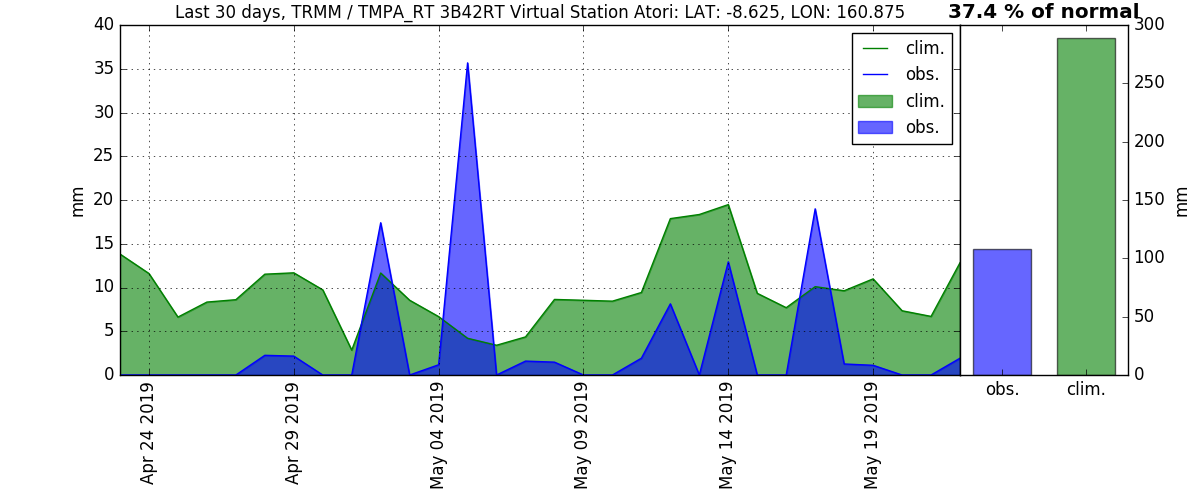 Last 30 days, TRMM / TMPA_RT 3B42RT Virtual Station Atori: LAT: -8.625, LON: 160.875
37.4 % of normal
clim.
obs.
clim.
obs.
mm
40
35
30
25
20
15
10
5
0
Apr 24 2019
Apr 29 2019
May 04 2019
May 09 2019
May 14 2019
May 19 2019
300
250
200
150
100
50
0
mm
obs.
clim.